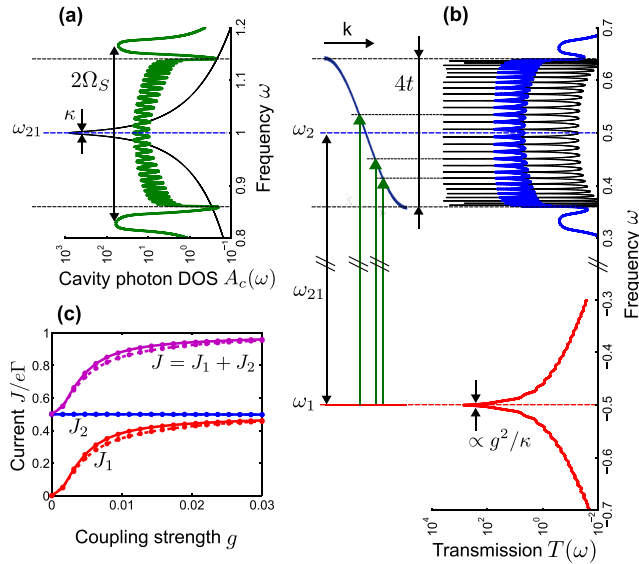 (a)
2Ω_S
κ
ω_21
1.2
1.1
1
0.9
0.8
Frequency ω
10^3
10^2
10^1
10^0
10^-1
Cavity photon DOS A_c(ω)
k
4t
ω_2
ω_21
ω_1
(b)
0.7
0.6
0.5
0.4
0.3
-0.3
-0.4
-0.5
-0.6
-0.7
Frequency ω
∝ g^2/κ
10^4
10^2
10^0
10^-2
Transmission T(ω)
(c)
1
0.8
0.6
0.4
0.2
0
Current J/eΓ
J = J_1 + J_2
J_2
J_1
0
0.01
0.02
0.03
Coupling strength g